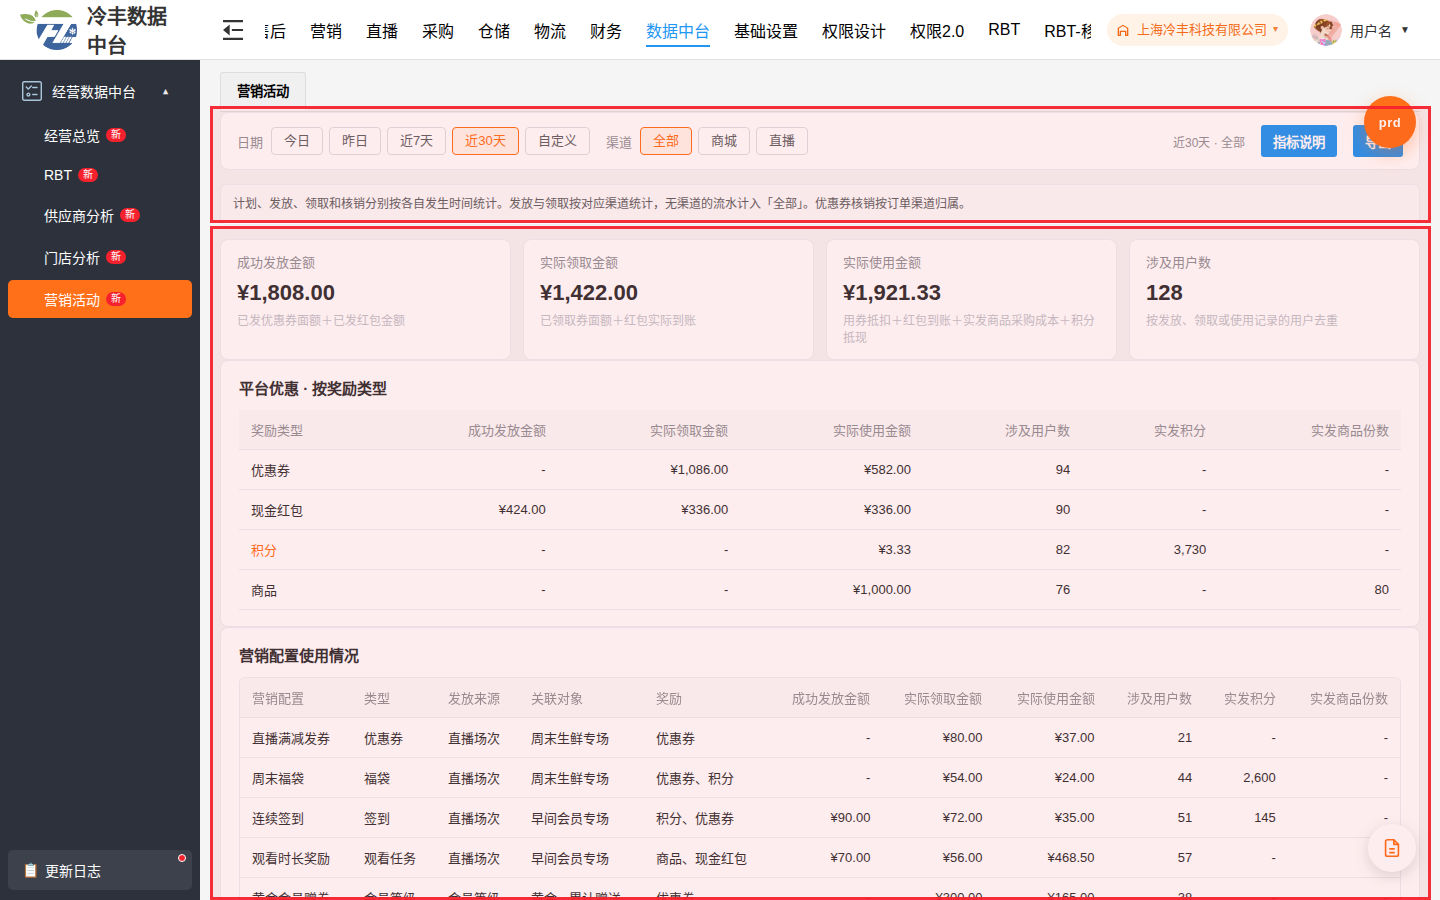 冷丰数据
中台
售后 营销 直播 采购 仓储 物流 财务 数据中台 基础设置 权限设计 权限2.0 RBT RBT-移
上海冷丰科技有限公司
用户名
经营数据中台
经营总览 新
RBT 新
供应商分析 新
门店分析 新
营销活动 新
更新日志
营销活动
prd
日期 今日 昨日 近7天 近30天 自定义 渠道 全部 商城 直播 近30天 · 全部 指标说明
计划、发放、领取和核销分别按各自发生时间统计。发放与领取按对应渠道统计，无渠道的流水计入「全部」。优惠券核销按订单渠道归属。
成功发放金额
¥1,808.00
已发优惠券面额＋已发红包金额
实际领取金额
¥1,422.00
已领取券面额＋红包实际到账
实际使用金额
¥1,921.33
用券抵扣＋红包到账＋实发商品采购成本＋积分
抵现
涉及用户数
128
按发放、领取或使用记录的用户去重
平台优惠 · 按奖励类型
奖励类型 成功发放金额 实际领取金额 实际使用金额 涉及用户数 实发积分 实发商品份数
优惠券 - ¥1,086.00 ¥582.00 94 - -
现金红包 ¥424.00 ¥336.00 ¥336.00 90 - -
积分 - - ¥3.33 82 3,730 -
商品 - - ¥1,000.00 76 - 80
营销配置使用情况
营销配置 类型 发放来源 关联对象 奖励 成功发放金额 实际领取金额 实际使用金额 涉及用户数 实发积分 实发商品份数
直播满减发券 优惠券 直播场次 周末生鲜专场 优惠券 - ¥80.00 ¥37.00 21 - -
周末福袋 福袋 直播场次 周末生鲜专场 优惠券、积分 - ¥54.00 ¥24.00 44 2,600 -
连续签到 签到 直播场次 早间会员专场 积分、优惠券 ¥90.00 ¥72.00 ¥35.00 51 145 -
观看时长奖励 观看任务 直播场次 早间会员专场 商品、现金红包 ¥70.00 ¥56.00 ¥468.50 57 -